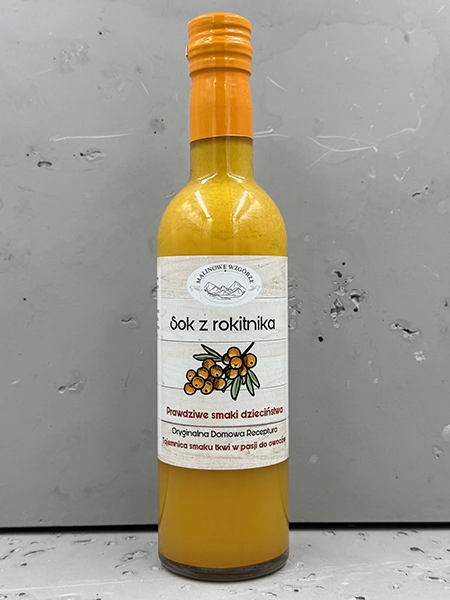 MALINOWE WZGÓRZE
Sok z rokitnika
Prawdziwe smaki dzieciństwa
Oryginalna Domowa Receptura
Tajemnica smaku tkwi w pasji do owoców